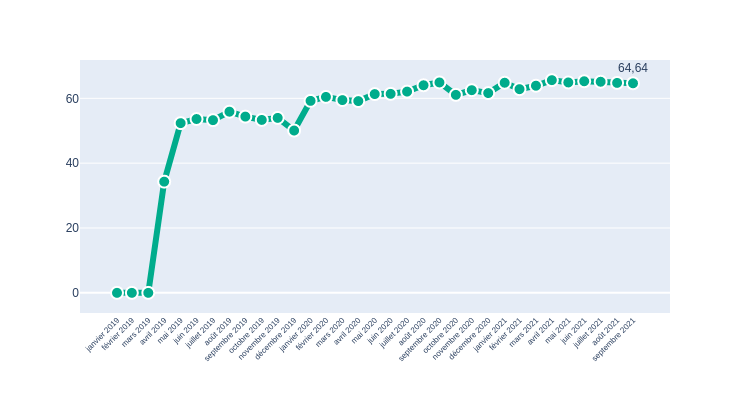 64,64
60
40
20
0
janvier 2019
février 2019
mars 2019
avril 2019
mai 2019
juin 2019
juillet 2019
août 2019
septembre 2019
octobre 2019
novembre 2019
décembre 2019
janvier 2020
février 2020
mars 2020
avril 2020
mai 2020
juin 2020
juillet 2020
août 2020
septembre 2020
octobre 2020
novembre 2020
décembre 2020
janvier 2021
février 2021
mars 2021
avril 2021
mai 2021
juin 2021
juillet 2021
août 2021
septembre 2021